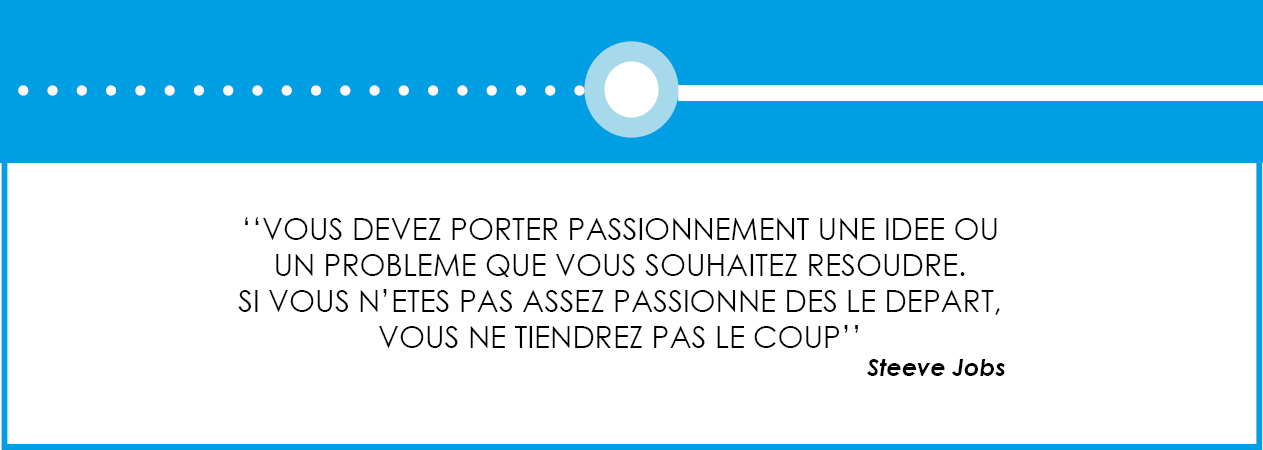 ‘‘VOUS DEVEZ PORTER PASSIONNEMENT UNE IDEE OU
UN PROBLEME QUE VOUS SOUHAITEZ RESOUDRE.
SI VOUS N’ETES PAS ASSEZ PASSIONNE DES LE DEPART,
VOUS NE TIENDREZ PAS LE COUP’’
Steeve Jobs